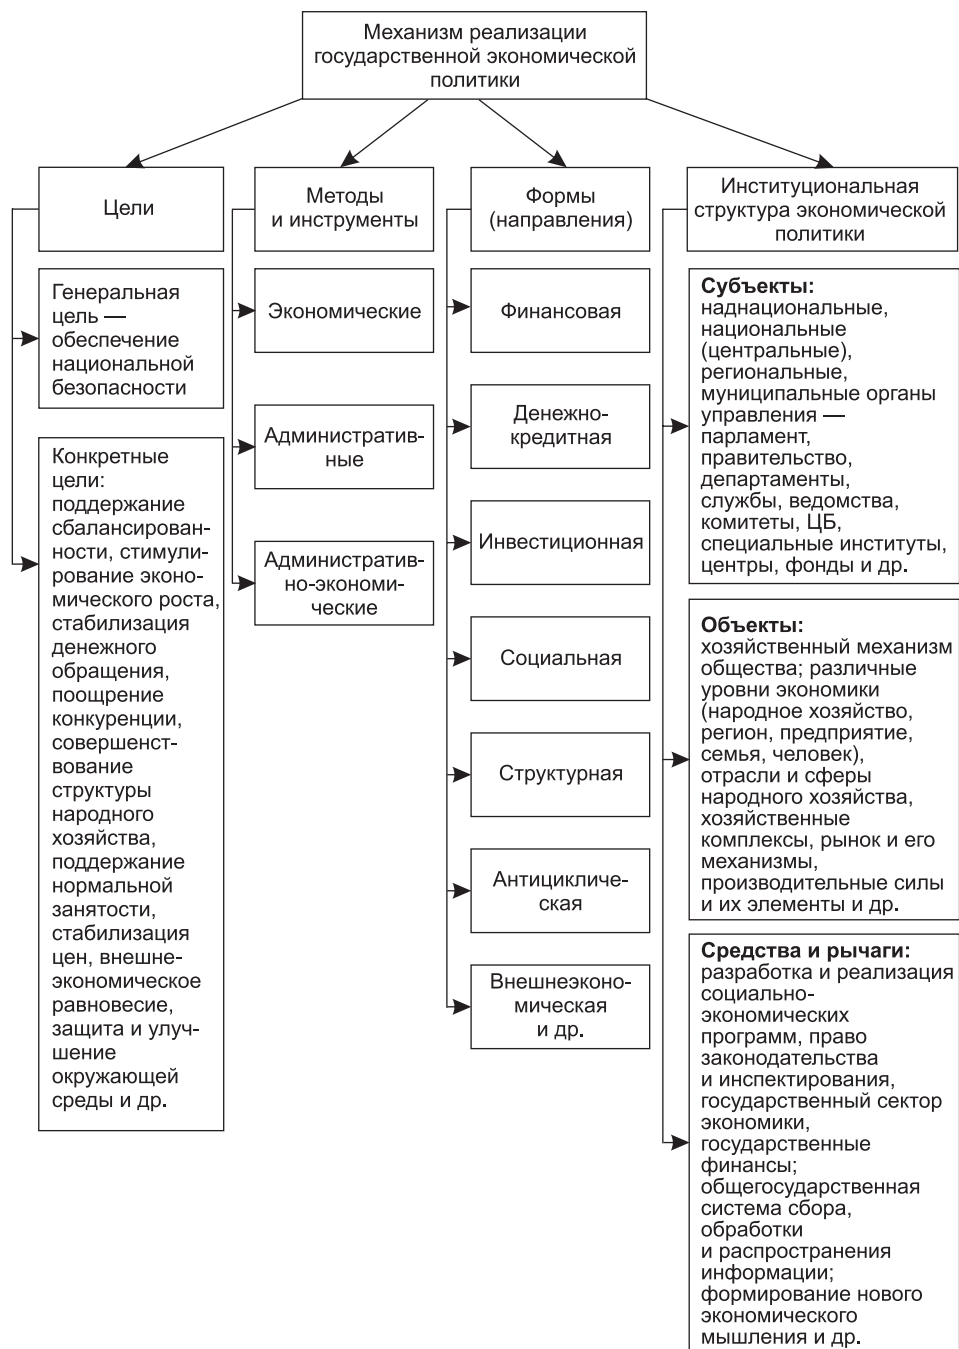 Механизм реализации
государственной экономической
политики
Цели
Генеральная
цель —
обеспечение
национальной
безопасности
Конкретные
цели:
поддержание
сбалансирован-
ности, стимули-
рование эконо-
мического роста,
стабилизация
денежного
обращения,
поощрение
конкуренции,
совершенст-
вование
структуры
народного
хозяйства,
поддержание
нормальной
занятости,
стабилизация
цен, внешне-
экономическое
равновесие,
защита и улуч-
шение
окружающей
среды и др.
Методы
и инструменты
Экономические
Административ-
ные
Административ-
но-экономи-
ческие
Формы
(направления)
Финансовая
Денежно-
кредитная
Инвестиционная
Социальная
Структурная
Антицикличе-
ская
Внешнеэконо-
мическая
и др.
Институциональная
структура экономической
политики
Субъекты:
наднациональные,
национальные
(центральные),
региональные,
муниципальные органы
управления —
парламент,
правительство,
департаменты,
службы, ведомства,
комитеты, ЦБ,
специальные институты,
центры, фонды и др.
Объекты:
хозяйственный механизм
общества; различные
уровни экономики
(народное хозяйство,
регион, предприятие,
семья, человек),
отрасли и сферы
народного хозяйства,
хозяйственные
комплексы, рынок и его
механизмы,
производительные силы
и их элементы и др.
Средства и рычаги:
разработка и реализация
социально-
экономических
программ, право
законодательства
и инспектирования,
государственный сектор
экономики,
государственные
финансы;
общегосударственная
система сбора,
обработки
и распространения
информации;
формирование нового
экономического
мышления и др.